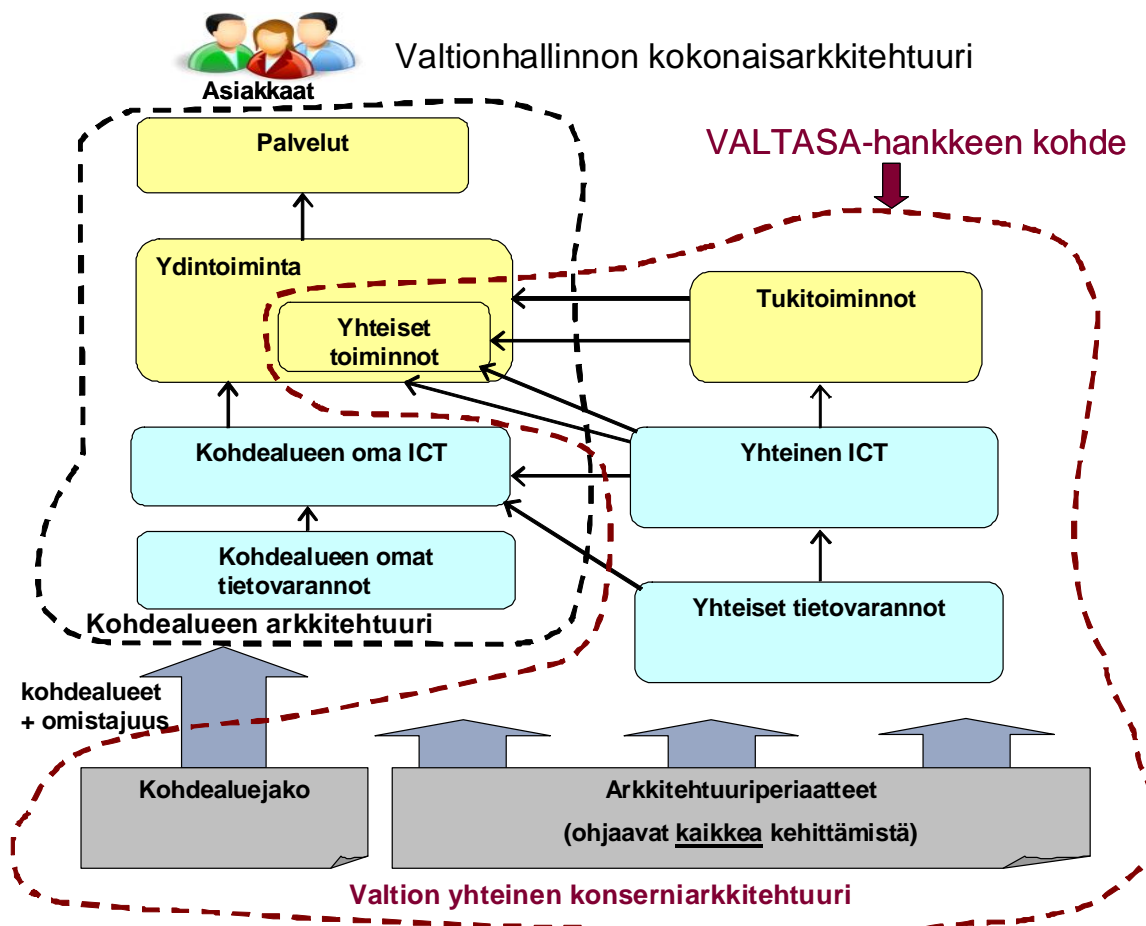 Valtionhallinnon kokonaisarkkitehtuuri
Asiakkaat
Palvelut
VALTASA-hankkeen kohde
Ydintoiminta
Yhteiset
toiminnot
Tukitoiminnot
Kohdealueen oma ICT
Yhteinen ICT
Kohdealueen omat
tietovarannot
Yhteiset tietovarannot
Kohdealueen arkkitehtuuri
kohdealueet
+ omistajuus
Kohdealuejako
Arkkitehtuuriperiaatteet
(ohjaavat kaikkea kehittämistä)
Valtion yhteinen konserniarkkitehtuuri